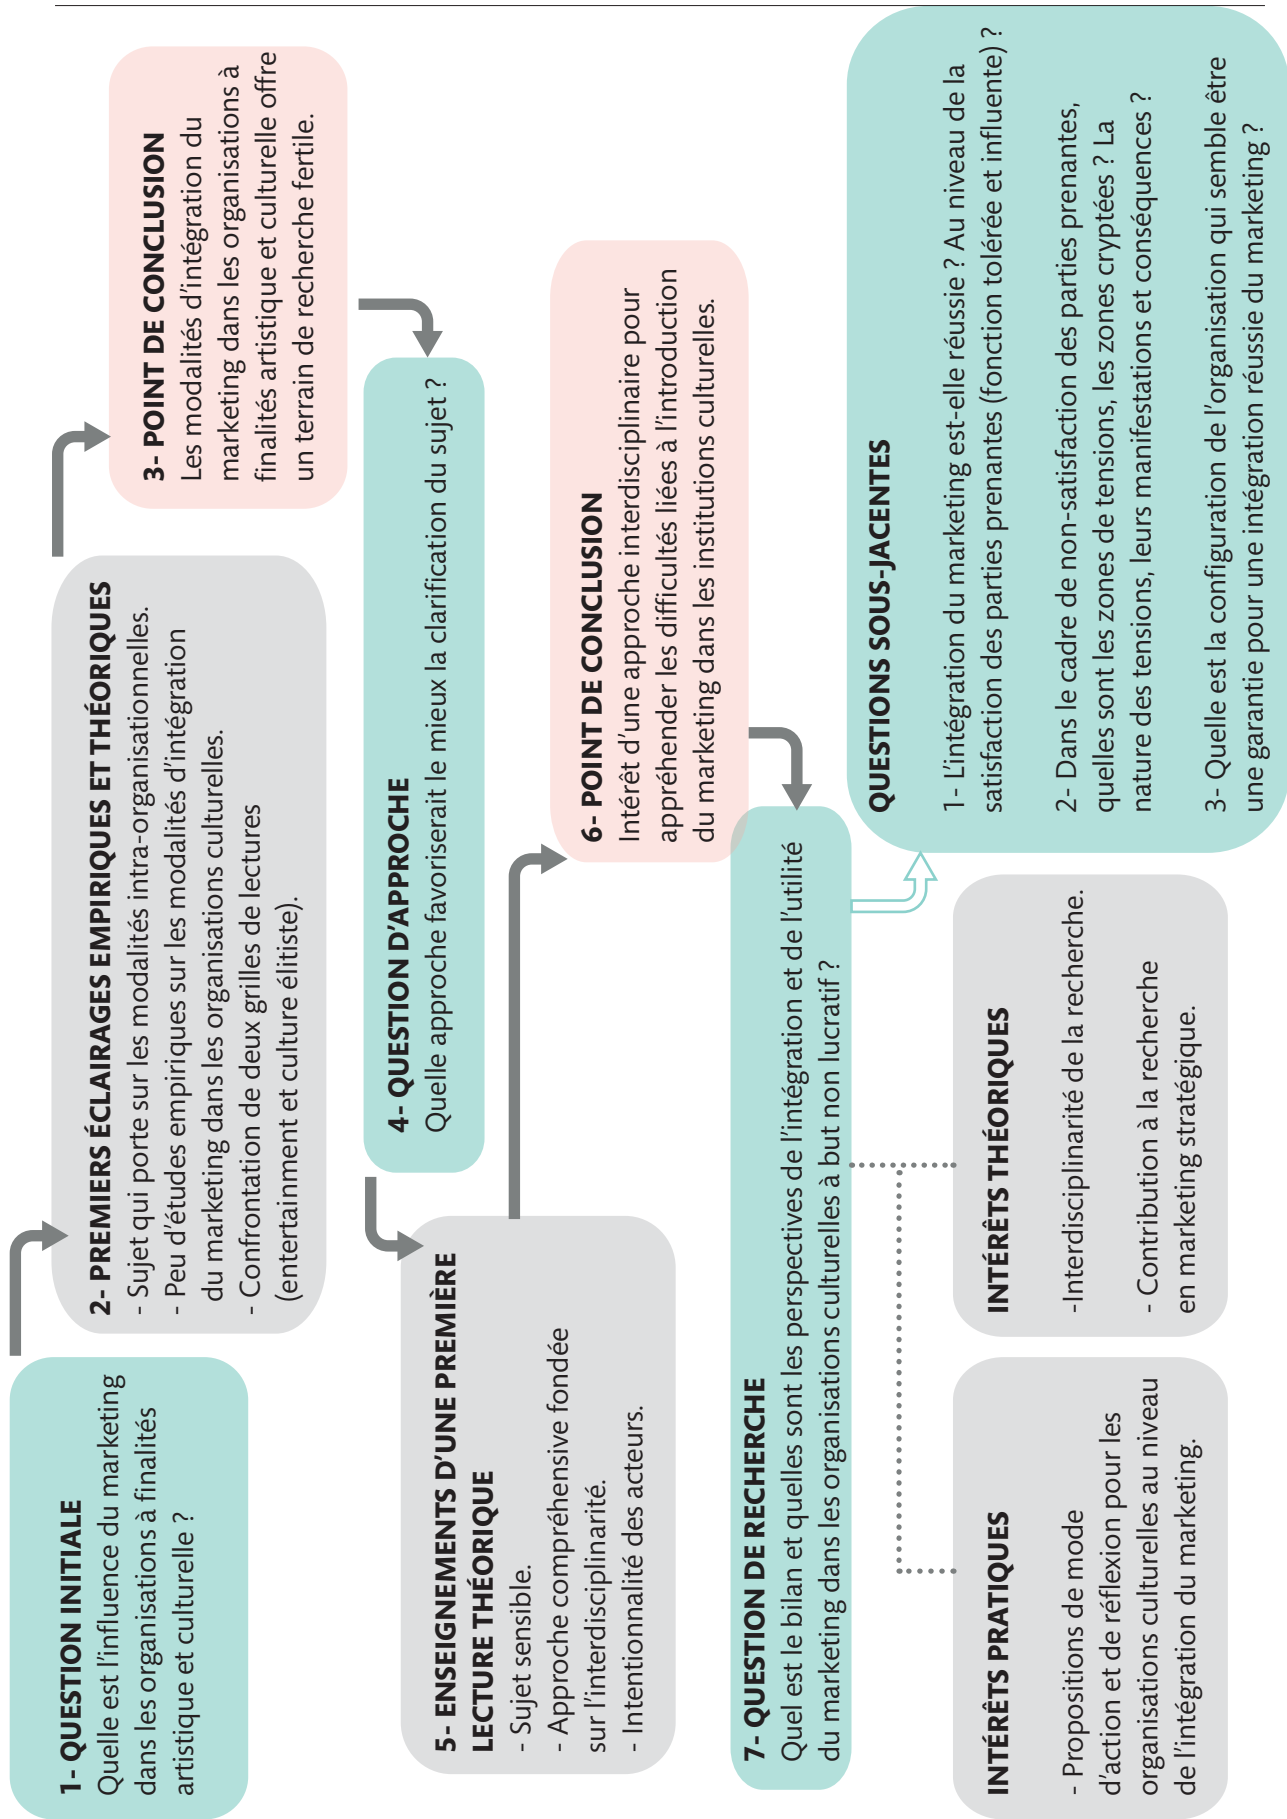 1- QUESTION INITIALE
Quelle est l'influence du marketing
dans les organisations à finalités
artistique et culturelle ?
2- PREMIERS ÉCLAIRAGES EMPIRIQUES ET THÉORIQUES
- Sujet qui porte sur les modalités intra-organisationnelles.
- Peu d'études empiriques sur les modalités d'intégration
du marketing dans les organisations culturelles.
- Confrontation de deux grilles de lectures
(entertainment et culture élitiste).
3- POINT DE CONCLUSION
Les modalités d'intégration du
marketing dans les organisations à
finalités artistique et culturelle offre
un terrain de recherche fertile.
4- QUESTION D'APPROCHE
Quelle approche favoriserait le mieux la clarification du sujet ?
5- ENSEIGNEMENTS D'UNE PREMIÈRE
LECTURE THÉORIQUE
- Sujet sensible.
- Approche compréhensive fondée
sur l'interdisciplinarité.
- Intentionalité des acteurs.
6- POINT DE CONCLUSION
Intérêt d'une approche interdisciplinaire pour
appréhender les difficultés liées à l'introduction
du marketing dans les institutions culturelles.
7- QUESTION DE RECHERCHE
Quel est le bilan et quelles sont les perspectives de l'intégration et de l'utilité
du marketing dans les organisations culturelles à but non lucratif ?
INTÉRÊTS PRATIQUES
- Propositions de mode
d'action et de réflexion pour les
organisations culturelles au niveau
de l'intégration du marketing.
INTÉRÊTS THÉORIQUES
-Interdisciplinarité de la recherche.
- Contribution à la recherche
en marketing stratégique.
QUESTIONS SOUS-JACENTES
1- L'intégration du marketing est-elle réussie ? Au niveau de la
satisfaction des parties prenantes (fonction tolérée et influente) ?
2- Dans le cadre de non-satisfaction des parties prenantes,
quelles sont les zones de tensions, les zones cryptées ? La
nature des tensions, leurs manifestations et conséquences ?
3- Quelle est la configuration de l'organisation qui semble être
une garantie pour une intégration réussie du marketing ?